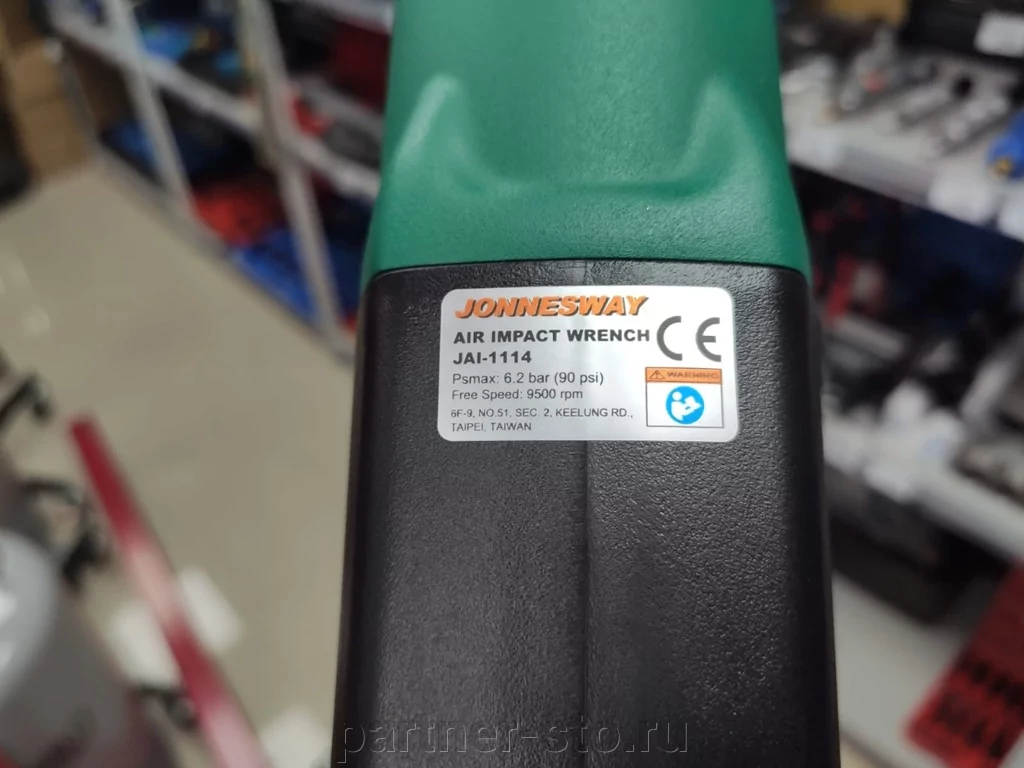 JONNESWAY
AIR IMPACT WRENCH
JAI-1114
CE
Psmax: 6.2 bar (90 psi)
WARNING
Free Speed: 9500 rpm
6F-9, NO.51, SEC. 2, KEELUNG RD.,
TAIPEI, TAIWAN
partner-sto.ru